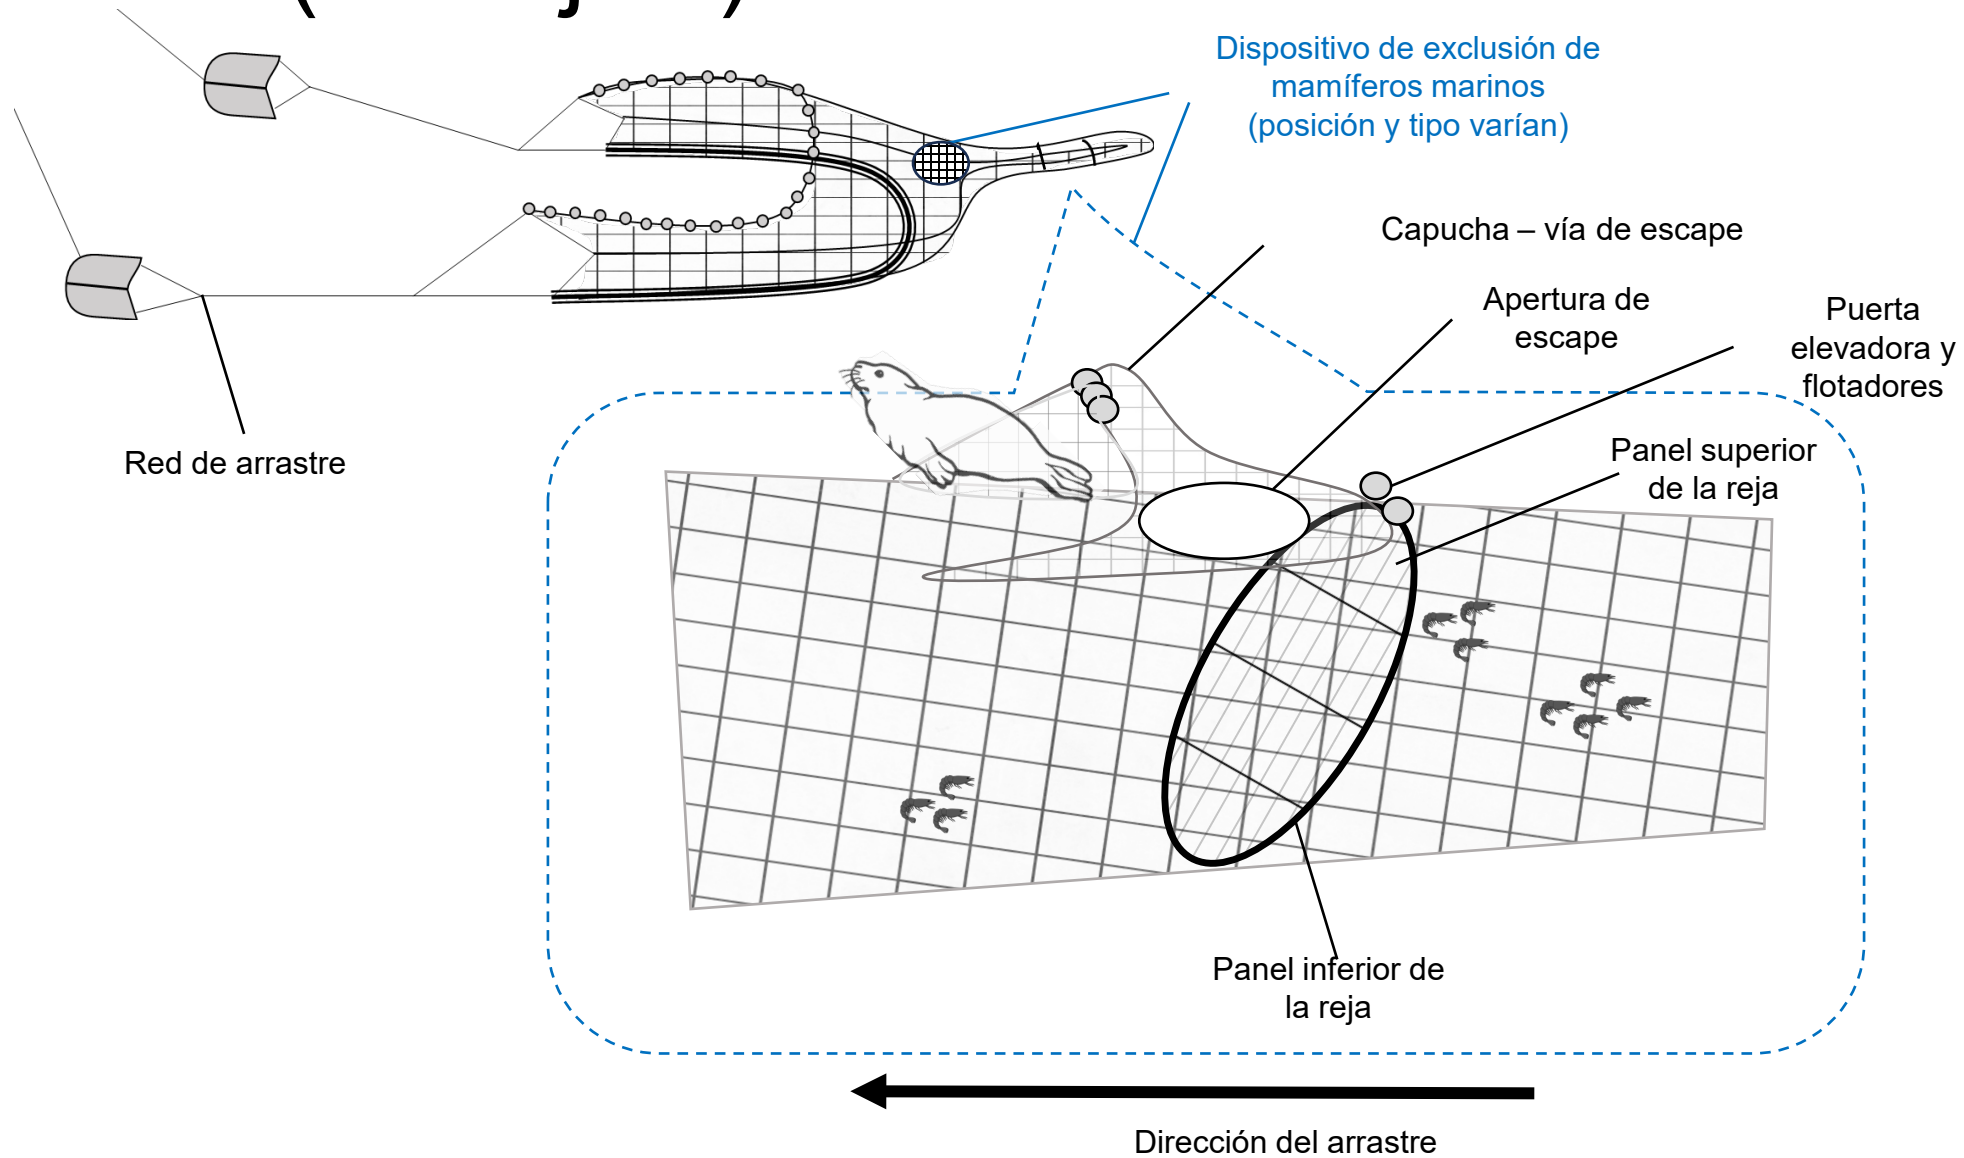 Dispositivo de exclusión de
mamíferos marinos
(posición y tipo varían)
Capucha – vía de escape
Apertura de
escape
Puerta
elevadora y
flotadores
Panel superior
de la reja
Red de arrastre
Panel inferior de
la reja
Dirección del arrastre